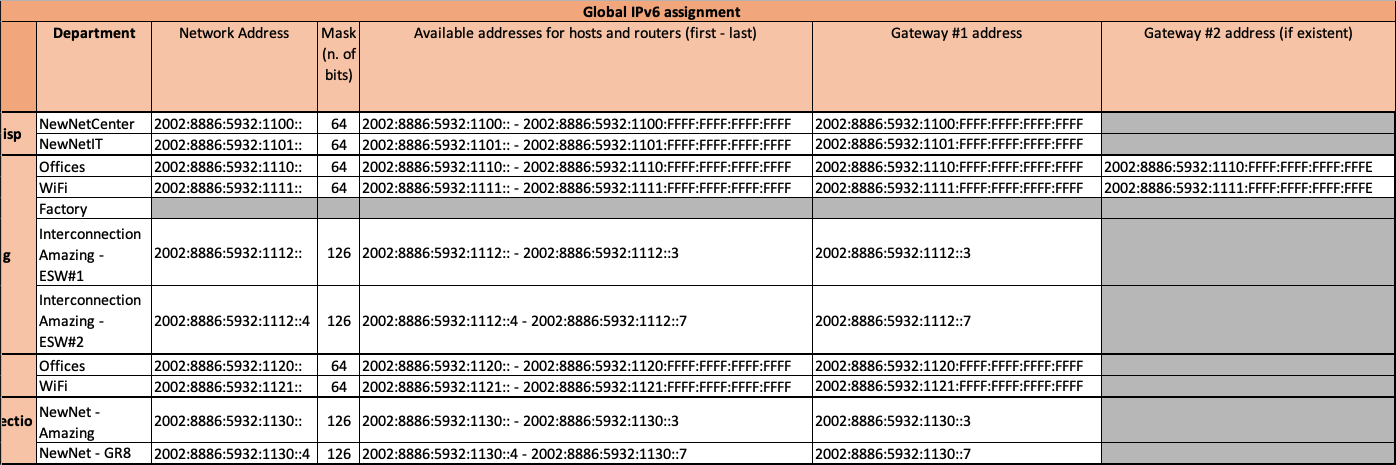 Global IPv6 assignment
Department Network Address Mask (n. of bits) Available addresses for hosts and routers (first - last) Gateway #1 address Gateway #2 address (if existent)
isp
NewNetCenter 2002:8886:5932:1100:: 64 2002:8886:5932:1100:: - 2002:8886:5932:1100:FFFF:FFFF:FFFF:FFFF 2002:8886:5932:1100:FFFF:FFFF:FFFF:FFFF
NewNetIT 2002:8886:5932:1101:: 64 2002:8886:5932:1101:: - 2002:8886:5932:1101:FFFF:FFFF:FFFF:FFFF 2002:8886:5932:1101:FFFF:FFFF:FFFF:FFFF
g
Offices 2002:8886:5932:1110:: 64 2002:8886:5932:1110:: - 2002:8886:5932:1110:FFFF:FFFF:FFFF:FFFF 2002:8886:5932:1110:FFFF:FFFF:FFFF:FFFF 2002:8886:5932:1110:FFFF:FFFF:FFFF:FFFE
WiFi 2002:8886:5932:1111:: 64 2002:8886:5932:1111:: - 2002:8886:5932:1111:FFFF:FFFF:FFFF:FFFF 2002:8886:5932:1111:FFFF:FFFF:FFFF:FFFF 2002:8886:5932:1111:FFFF:FFFF:FFFF:FFFE
Factory
Interconnection
Amazing -
ESW#1
2002:8886:5932:1112:: 126 2002:8886:5932:1112:: - 2002:8886:5932:1112::3 2002:8886:5932:1112::3
Interconnection
Amazing -
ESW#2
2002:8886:5932:1112::4 126 2002:8886:5932:1112::4 - 2002:8886:5932:1112::7 2002:8886:5932:1112::7
Offices 2002:8886:5932:1120:: 64 2002:8886:5932:1120:: - 2002:8886:5932:1120:FFFF:FFFF:FFFF:FFFF 2002:8886:5932:1120:FFFF:FFFF:FFFF:FFFF
WiFi 2002:8886:5932:1121:: 64 2002:8886:5932:1121:: - 2002:8886:5932:1121:FFFF:FFFF:FFFF:FFFF 2002:8886:5932:1121:FFFF:FFFF:FFFF:FFFF
ectio
NewNet -
Amazing
2002:8886:5932:1130:: 126 2002:8886:5932:1130:: - 2002:8886:5932:1130::3 2002:8886:5932:1130::3
NewNet - GR8 2002:8886:5932:1130::4 126 2002:8886:5932:1130::4 - 2002:8886:5932:1130::7 2002:8886:5932:1130::7